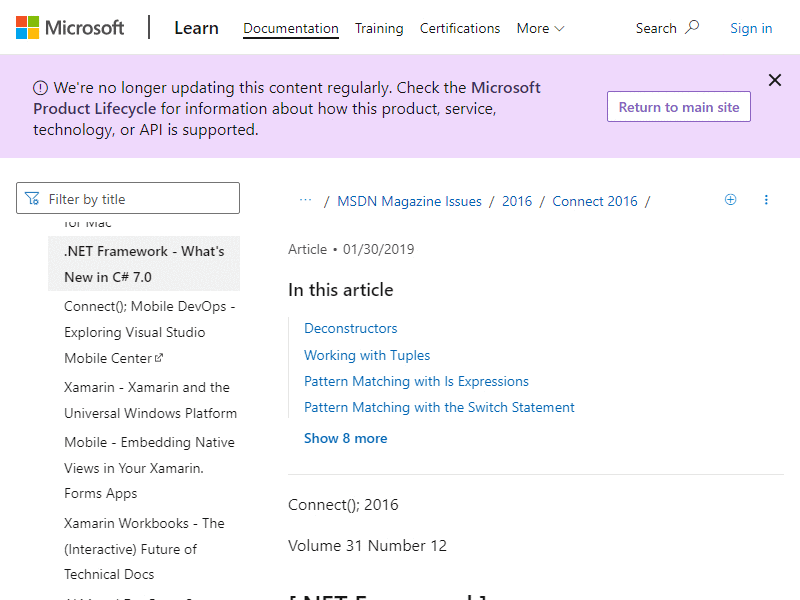 Microsoft Learn Documentation Training Certifications More Search Sign in
We're no longer updating this content regularly. Check the Microsoft
Product Lifecycle for information about how this product, service,
technology, or API is supported.
Return to main site
Filter by title
for Mac
.NET Framework - What's
New in C# 7.0
Connect(); Mobile DevOps -
Exploring Visual Studio
Mobile Center
Xamarin - Xamarin and the
Universal Windows Platform
Mobile - Embedding Native
Views in Your Xamarin.
Forms Apps
Xamarin Workbooks - The
(Interactive) Future of
Technical Docs
··· / MSDN Magazine Issues / 2016 / Connect 2016 /
Article • 01/30/2019
In this article
Deconstructors
Working with Tuples
Pattern Matching with Is Expressions
Pattern Matching with the Switch Statement
Show 8 more
Connect(); 2016
Volume 31 Number 12
[.NET Framework]